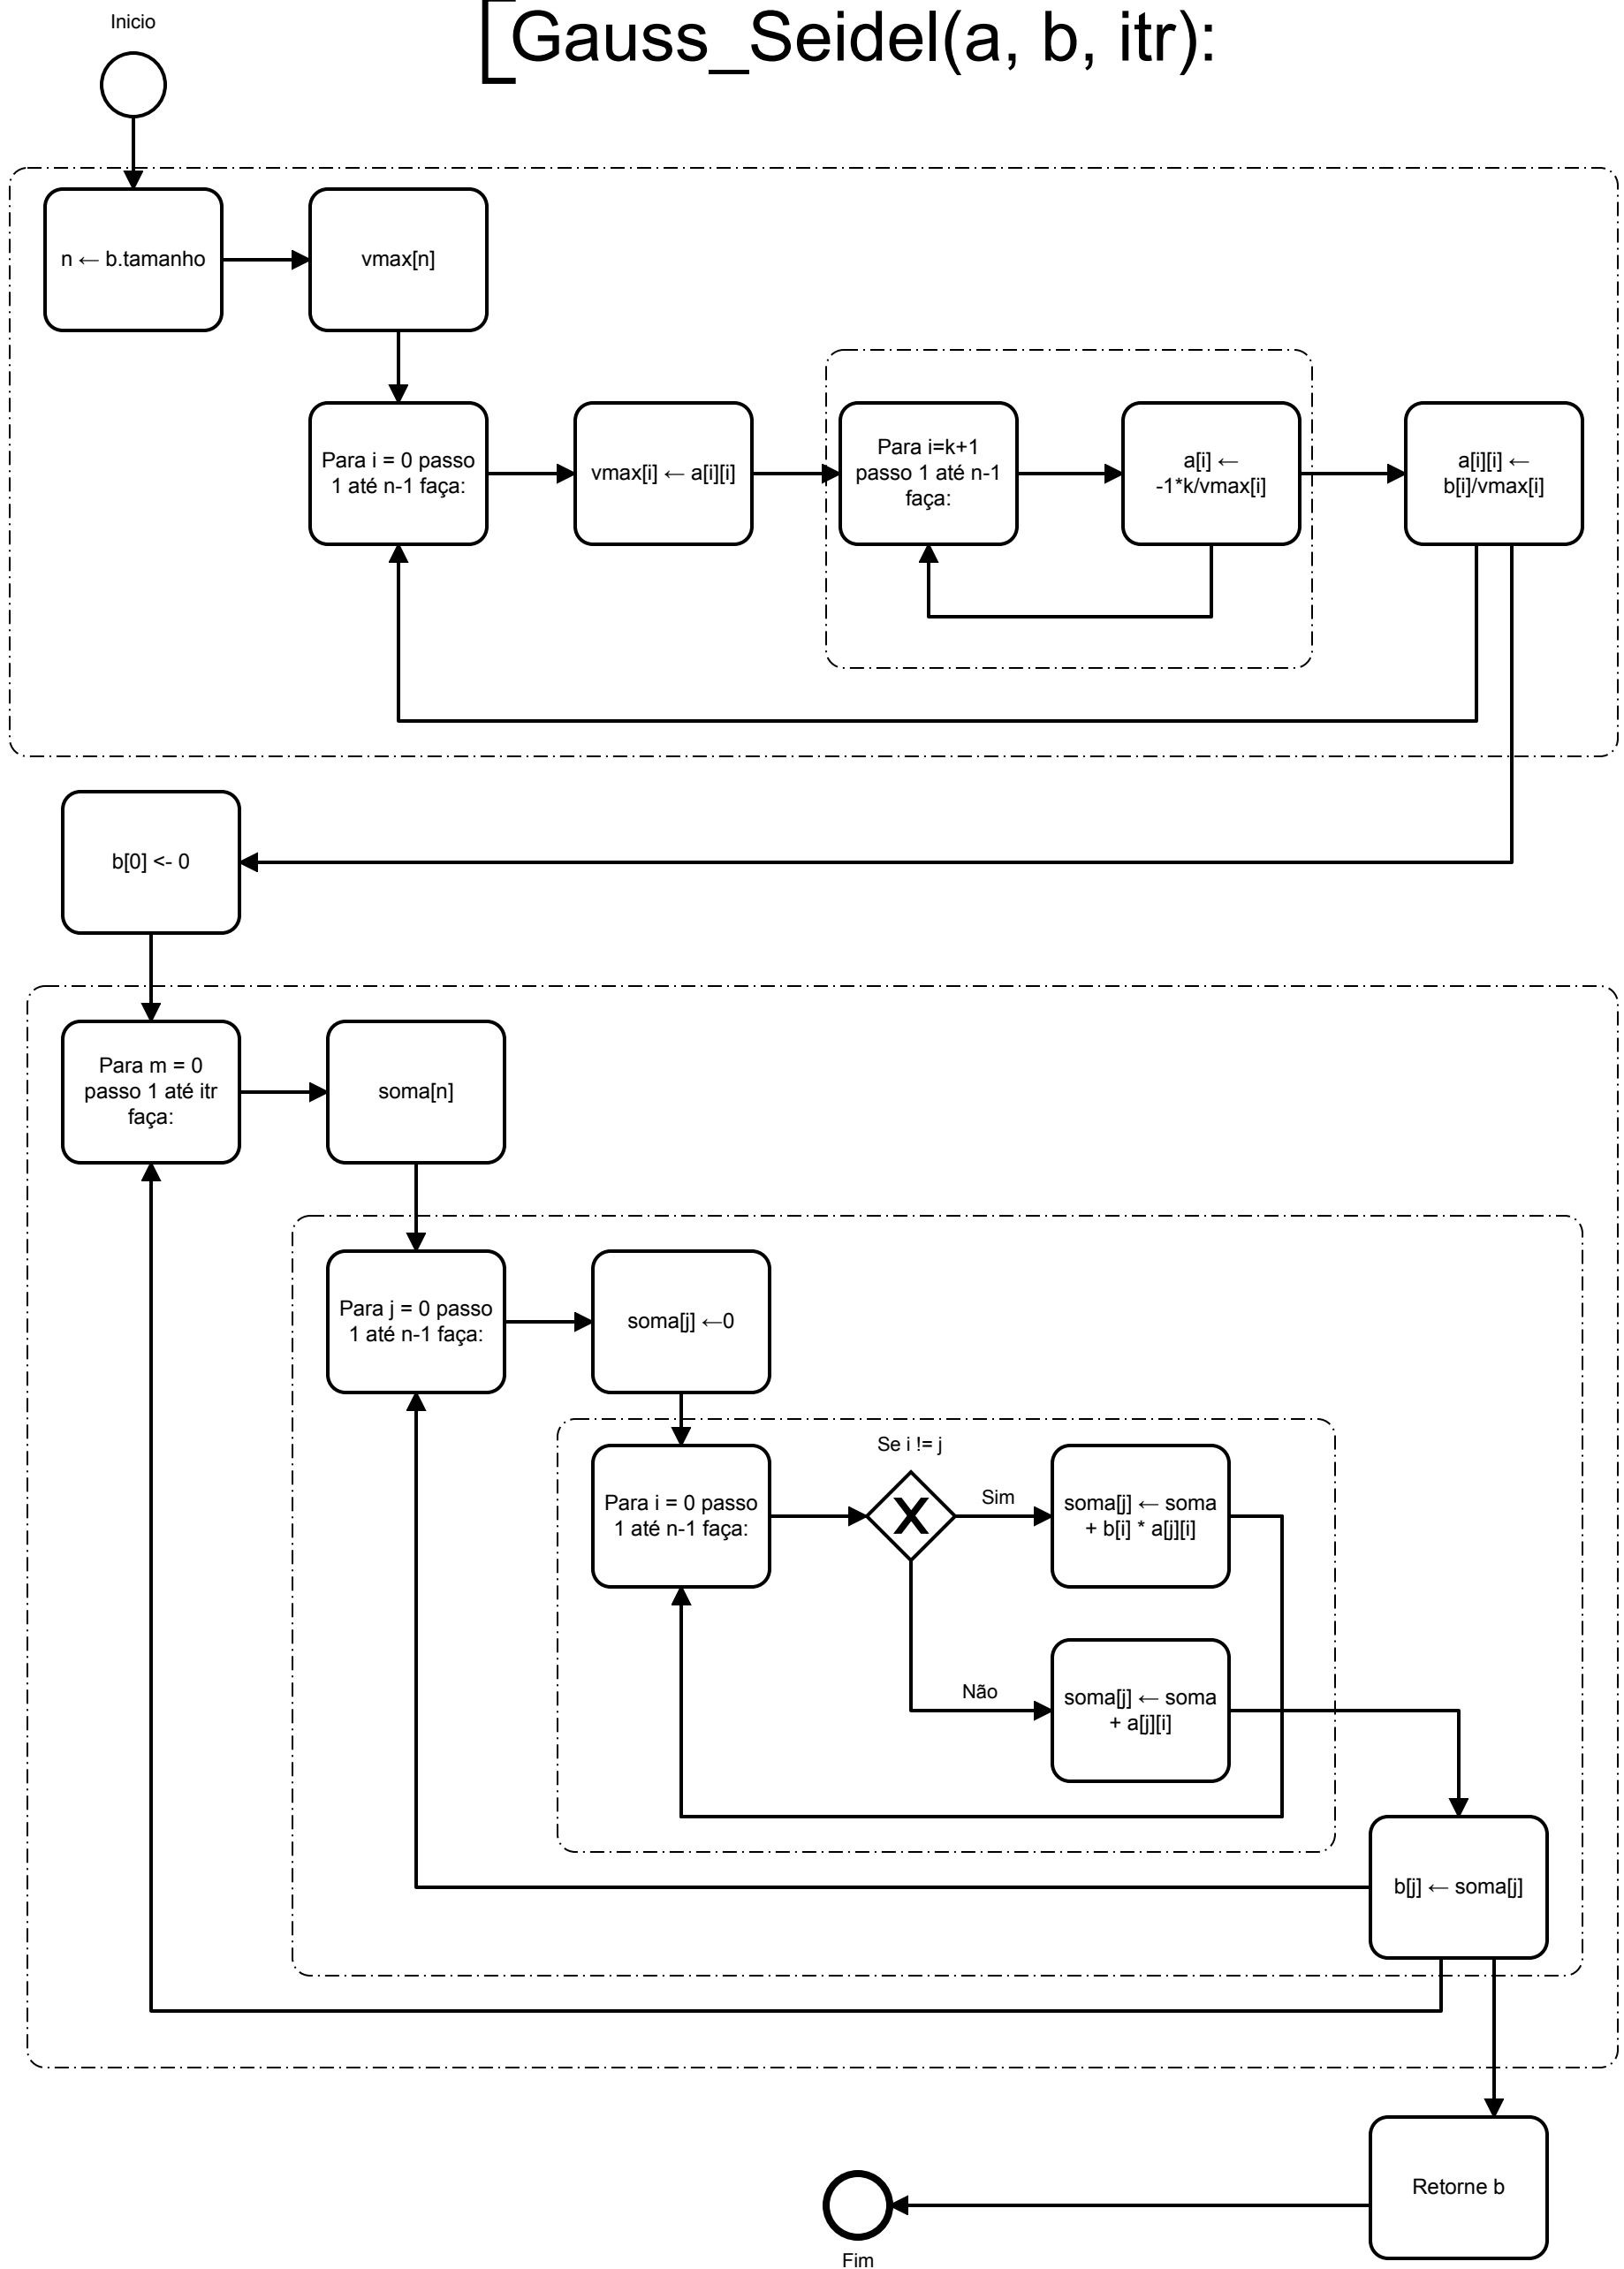 Inicio
Gauss_Seidel(a, b, itr):
n ← b.tamanho
vmax[n]
Para i = 0 passo
1 até n-1 faça:
vmax[i] ← a[i][i]
Para i=k+1
passo 1 até n-1
faça:
a[i] ←
-1*k/vmax[i]
a[i][i] ←
b[i]/vmax[i]
b[0] <- 0
Para m = 0
passo 1 até itr
faça:
soma[n]
Para j = 0 passo
1 até n-1 faça:
soma[j] ←0
Para i = 0 passo
1 até n-1 faça:
Se i != j
X
Sim
soma[j] ← soma
+ b[i] * a[j][i]
Não
soma[j] ← soma
+ a[j][i]
b[j] ← soma[j]
Retorne b
Fim